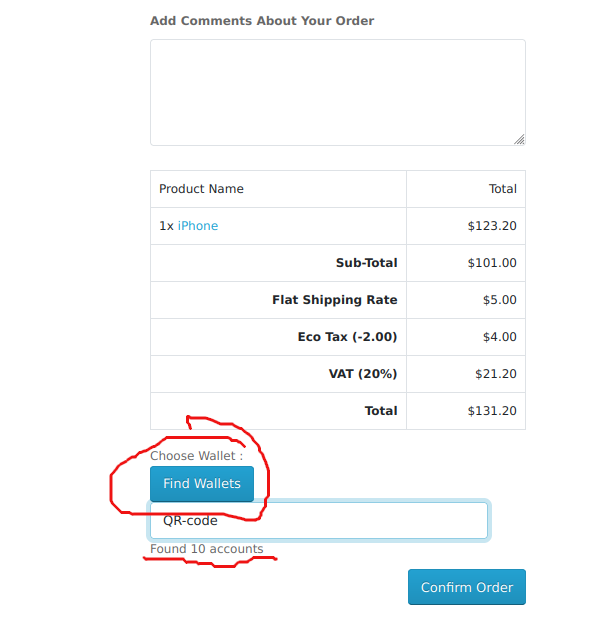 Add Comments About Your Order
Product Name Total
1x iPhone $123.20
Sub-Total $101.00
Flat Shipping Rate $5.00
Eco Tax (-2.00) $4.00
VAT (20%) $21.20
Total $131.20
Choose Wallet :
Find Wallets
QR-code
Found 10 accounts
Confirm Order